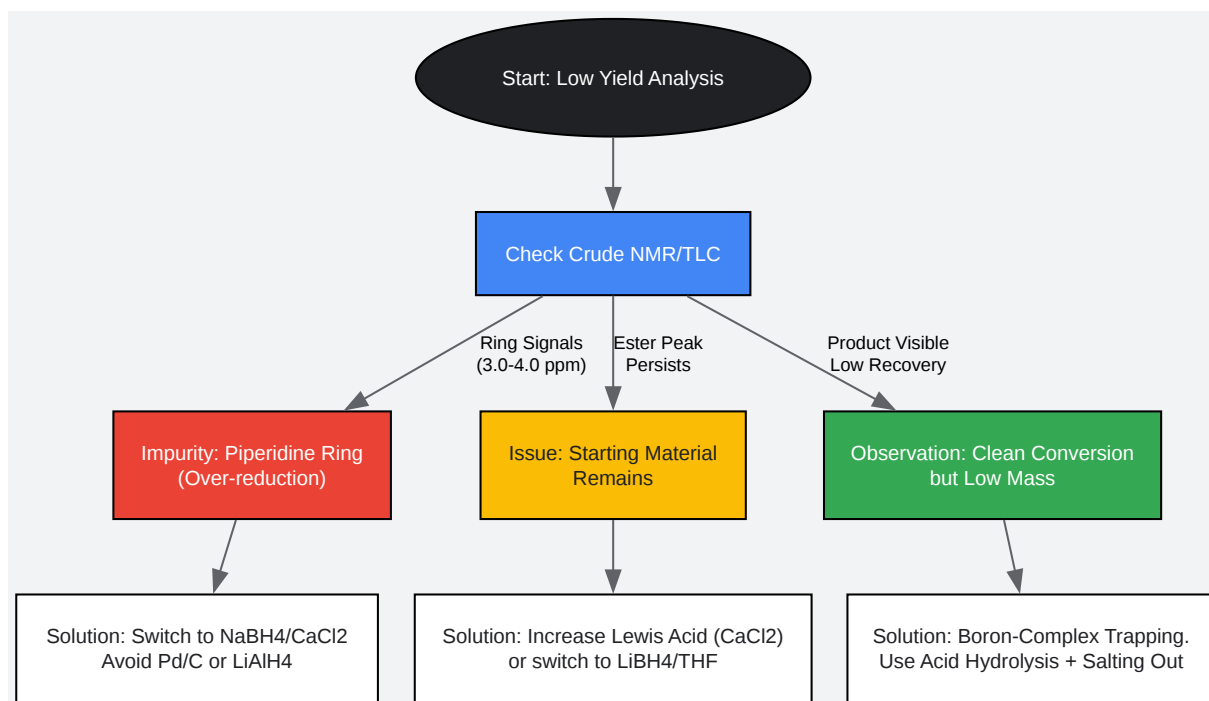 Start: Low Yield Analysis
Check Crude NMR/TLC
Ring Signals
(3.0-4.0 ppm)
Ester Peak
Persists
Product Visible
Low Recovery
Impurity: Piperidine Ring
(Over-reduction)
Issue: Starting Material
Remains
Observation: Clean Conversion
but Low Mass
Solution: Switch to NaBH4/CaCl2
Avoid Pd/C or LiAlH4
Solution: Increase Lewis Acid (CaCl2)
or switch to LiBH4/THF
Solution: Boron-Complex Trapping.
Use Acid Hydrolysis + Salting Out